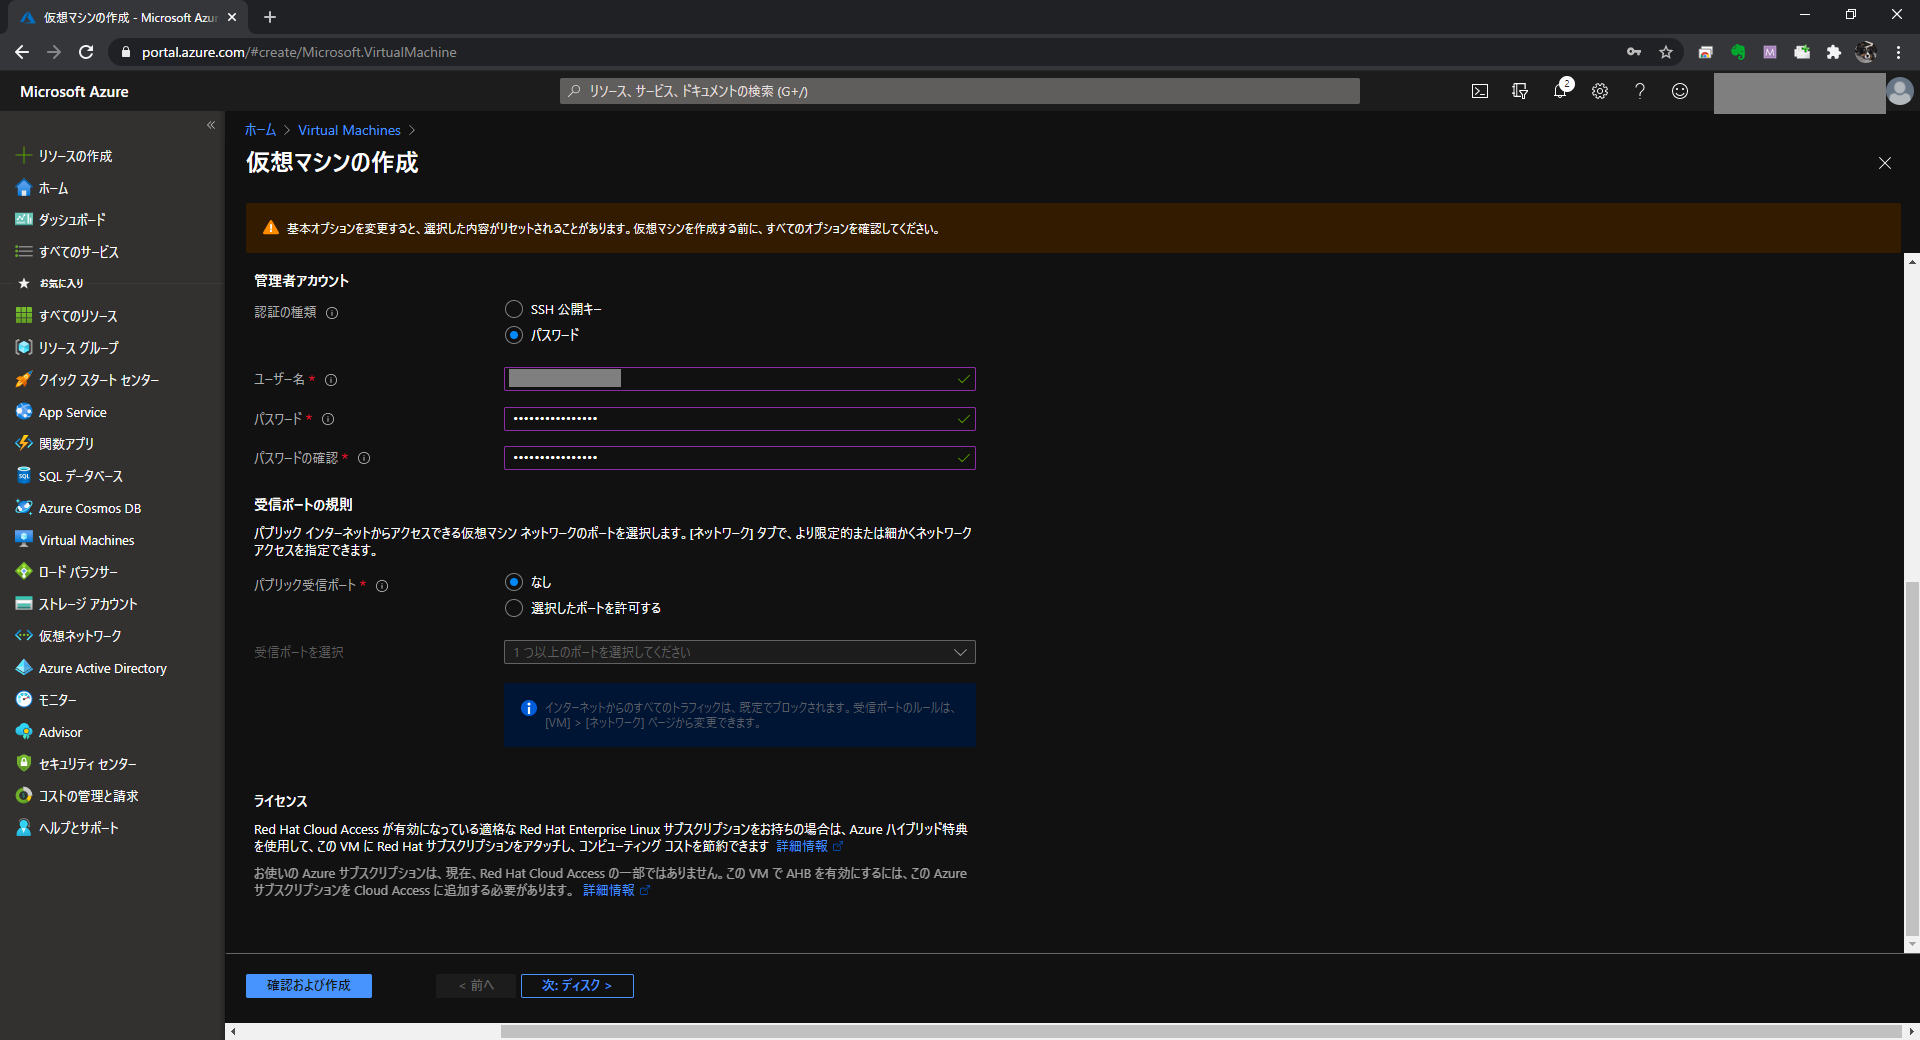 仮想マシンの作成 - Microsoft Azur
portal.azure.com/#create/Microsoft.VirtualMachine
Microsoft Azure
リソース、サービス、ドキュメントの検索 (G+/)
2
ホーム > Virtual Machines >
仮想マシンの作成
リソースの作成
ホーム
ダッシュボード
すべてのサービス
お気に入り
すべてのリソース
リソース グループ
クイック スタート センター
App Service
関数アプリ
SQL データベース
Azure Cosmos DB
Virtual Machines
ロード バランサー
ストレージ アカウント
仮想ネットワーク
Azure Active Directory
モニター
Advisor
セキュリティ センター
コストの管理と請求
ヘルプとサポート
基本オプションを変更すると、選択した内容がリセットされることがあります。仮想マシンを作成する前に、すべてのオプションを確認してください。
管理者アカウント
認証の種類
SSH 公開キー
パスワード
ユーザー名 *
パスワード *
••••••••••••••••
パスワードの確認 *
••••••••••••••••
受信ポートの規則
パブリック インターネットからアクセスできる仮想マシン ネットワークのポートを選択します。[ネットワーク] タブで、より限定的または細かくネットワーク
アクセスを指定できます。
パブリック受信ポート *
なし
選択したポートを許可する
受信ポートを選択
1 つ以上のポートを選択してください
インターネットからのすべてのトラフィックは、既定でブロックされます。受信ポートのルールは、
[VM] > [ネットワーク] ページから変更できます。
ライセンス
Red Hat Cloud Access が有効になっている適格な Red Hat Enterprise Linux サブスクリプションをお持ちの場合は、Azure ハイブリッド特典
を使用して、この VM に Red Hat サブスクリプションをアタッチし、コンピューティング コストを節約できます 詳細情報
お使いの Azure サブスクリプションは、現在、Red Hat Cloud Access の一部ではありません。この VM で AHB を有効にするには、この Azure
サブスクリプションを Cloud Access に追加する必要があります。 詳細情報
確認および作成
< 前へ
次: ディスク >